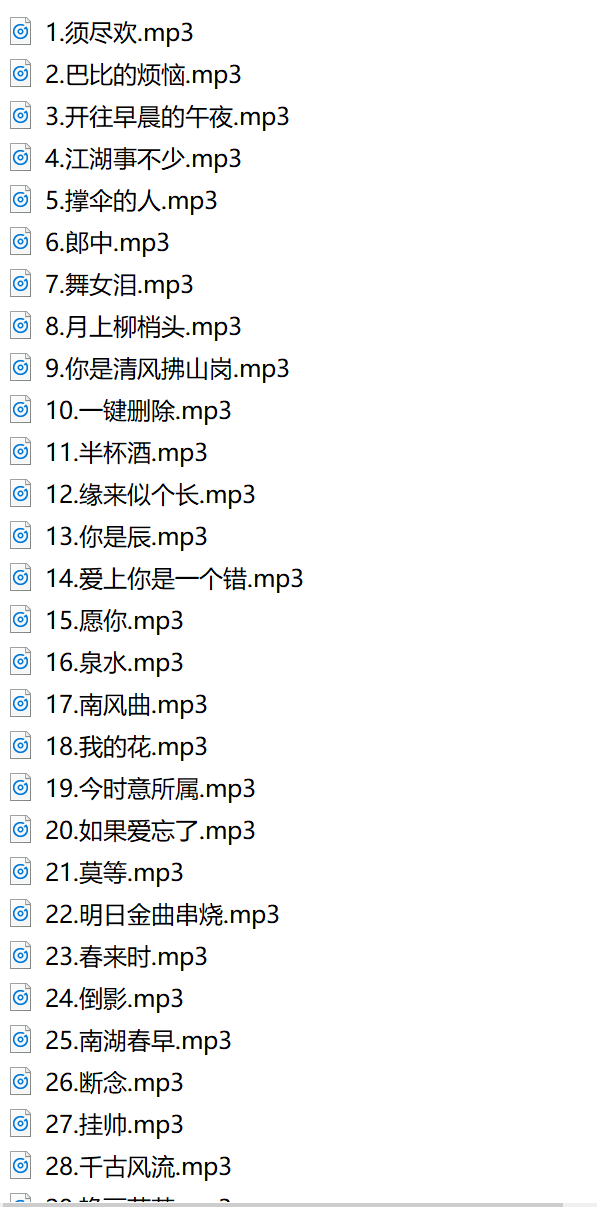 1.须尽欢.mp3
2.巴比的烦恼.mp3
3.开往早晨的午夜.mp3
4.江湖事不少.mp3
5.撑伞的人.mp3
6.郎中.mp3
7.舞女泪.mp3
8.月上柳梢头.mp3
9.你是清风拂山岗.mp3
10.一键删除.mp3
11.半杯酒.mp3
12.缘来似个长.mp3
13.你是辰.mp3
14.爱上你是一个错.mp3
15.愿你.mp3
16.泉水.mp3
17.南风曲.mp3
18.我的花.mp3
19.今时意所属.mp3
20.如果爱忘了.mp3
21.莫等.mp3
22.明日金曲串烧.mp3
23.春来时.mp3
24.倒影.mp3
25.南湖春早.mp3
26.断念.mp3
27.挂帅.mp3
28.千古风流.mp3